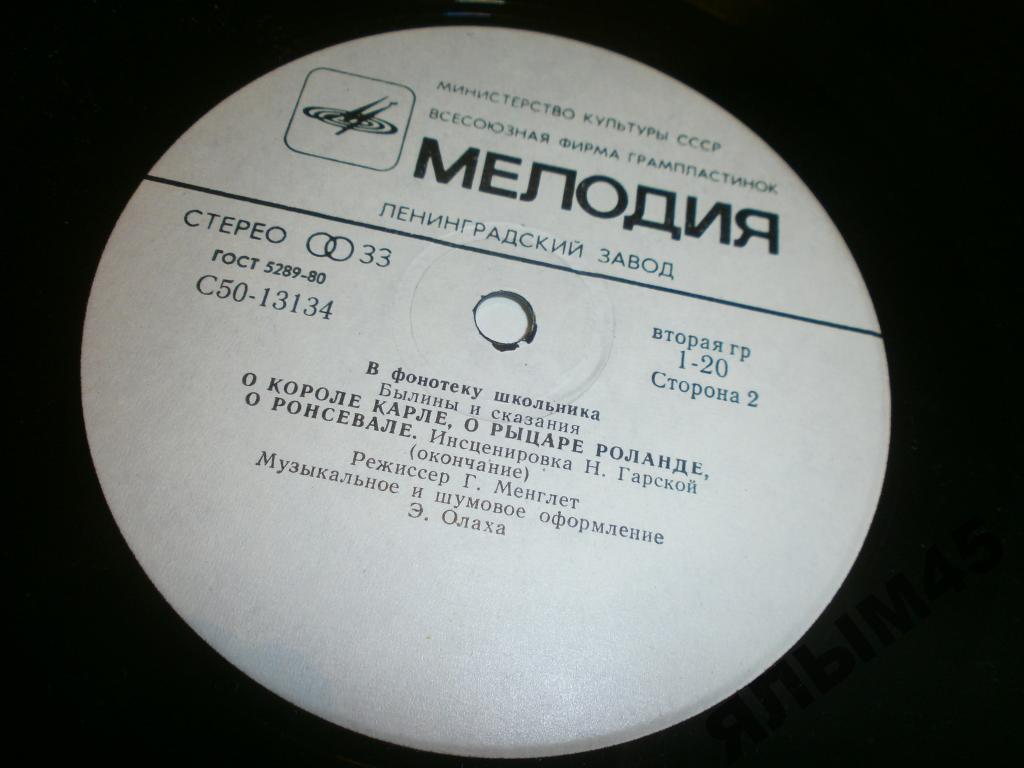 МИНИСТЕРСТВО КУЛЬТУРЫ СССР
ВСЕСОЮЗНАЯ ФИРМА ГРАМПЛАСТИНОК
МЕЛОДИЯ
ЛЕНИНГРАДСКИЙ ЗАВОД
СТЕРЕО 33
ГОСТ 5289-80
С50-13134
вторая гр
1-20
Сторона 2
В фонотеку школьника
Былины и сказания
О КОРОЛЕ КАРЛЕ, О РЫЦАРЕ РОЛАНДЕ,
О РОНСЕВАЛЕ. Инсценировка Н. Гарской
(окончание)
Режиссер Г. Менглет
Музыкальное и шумовое оформление
Э. Олаха
ЯЛЫМ45